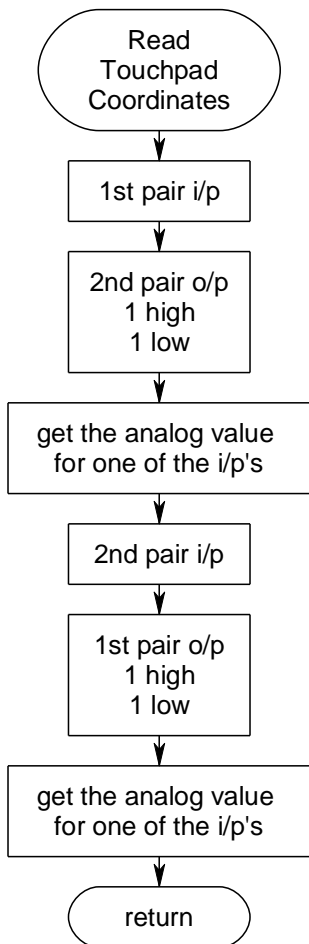 Read
Touchpad
Coordinates
1st pair i/p
2nd pair o/p
1 high
1 low
get the analog value
for one of the i/p's
2nd pair i/p
1st pair o/p
1 high
1 low
get the analog value
for one of the i/p's
return